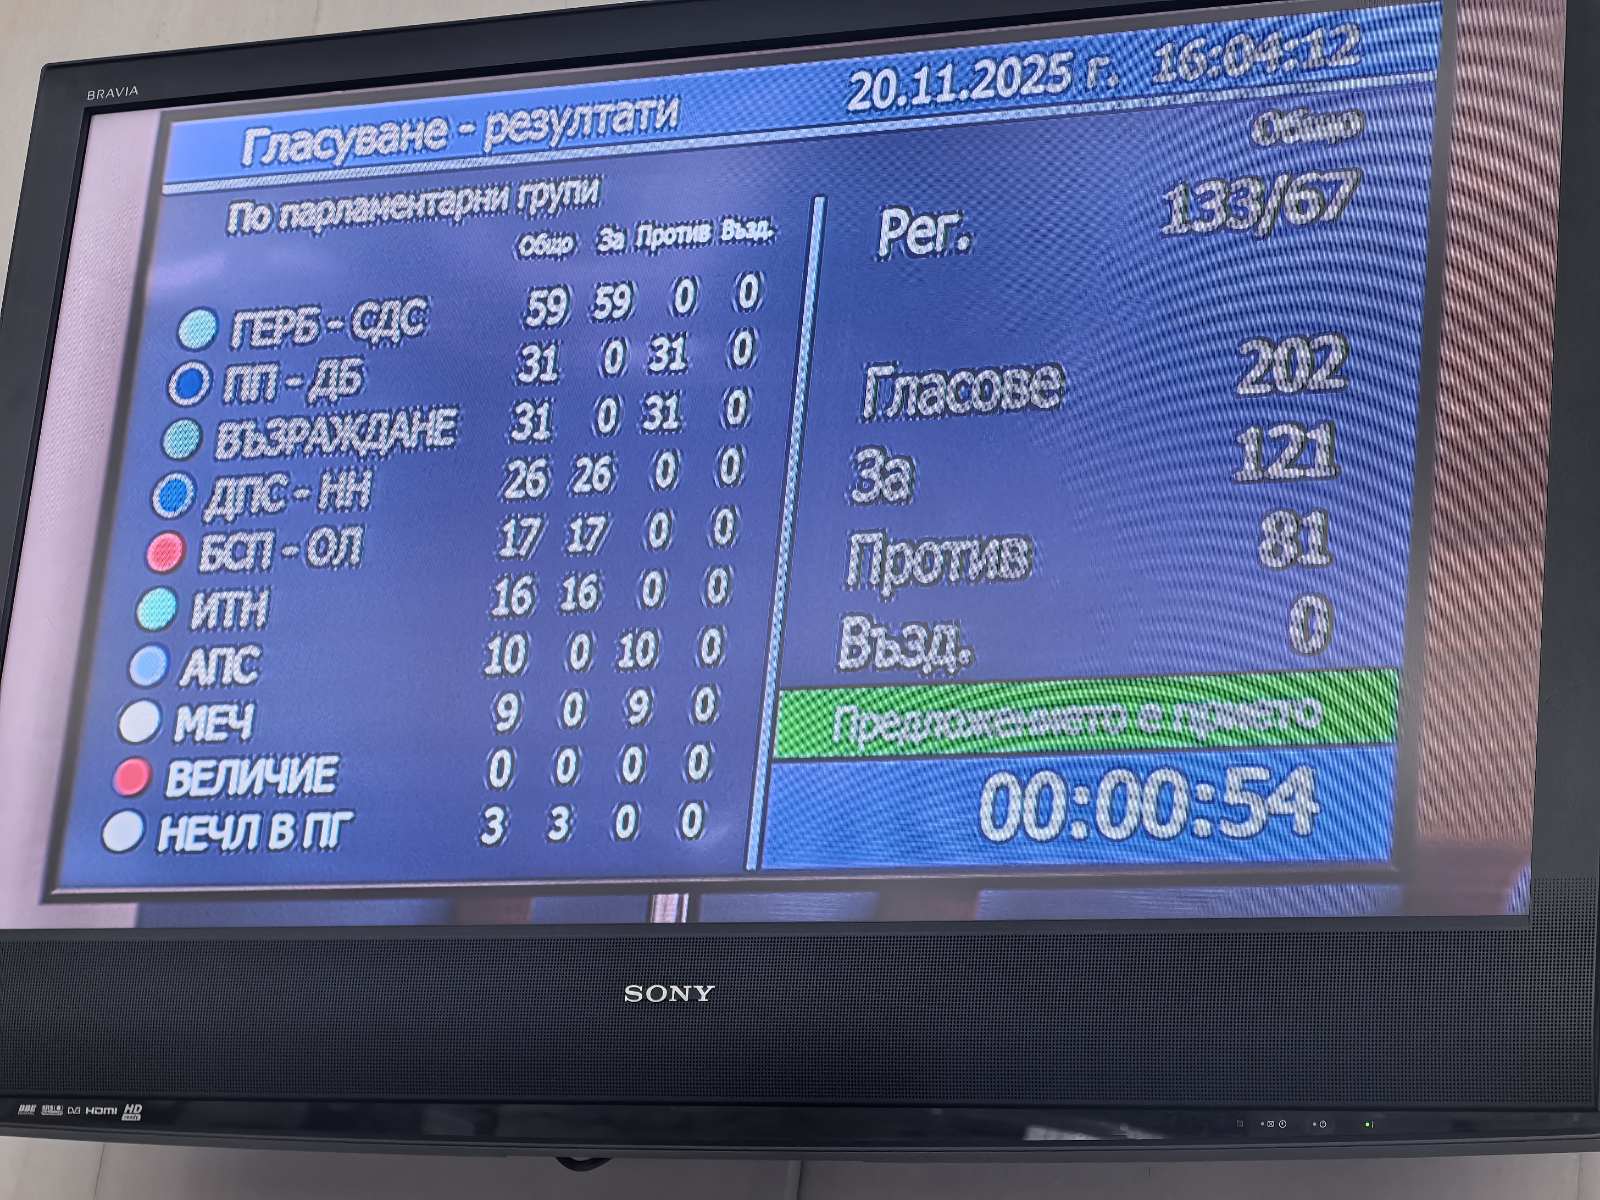 BRAVIA
Гласуване - резултати 20.11.2025 г. 16:04:12
Общо
По парламентарни групи
Общо За Против Възд.
ГЕРБ - СДС 59 59 0 0
ПП - ДБ 31 0 31 0
ВЪЗРАЖДАНЕ 31 0 31 0
ДПС - НН 26 26 0 0
БСП - ОЛ 17 17 0 0
ИТН 16 16 0 0
АПС 10 0 10 0
МЕЧ 9 0 9 0
ВЕЛИЧИЕ 0 0 0 0
НЕЧЛ В ПГ 3 3 0 0
Рег. 133/67
Гласове 202
За 121
Против 81
Възд. 0
Предложението е прието
00:00:54
SONY
DVB HDMI HD